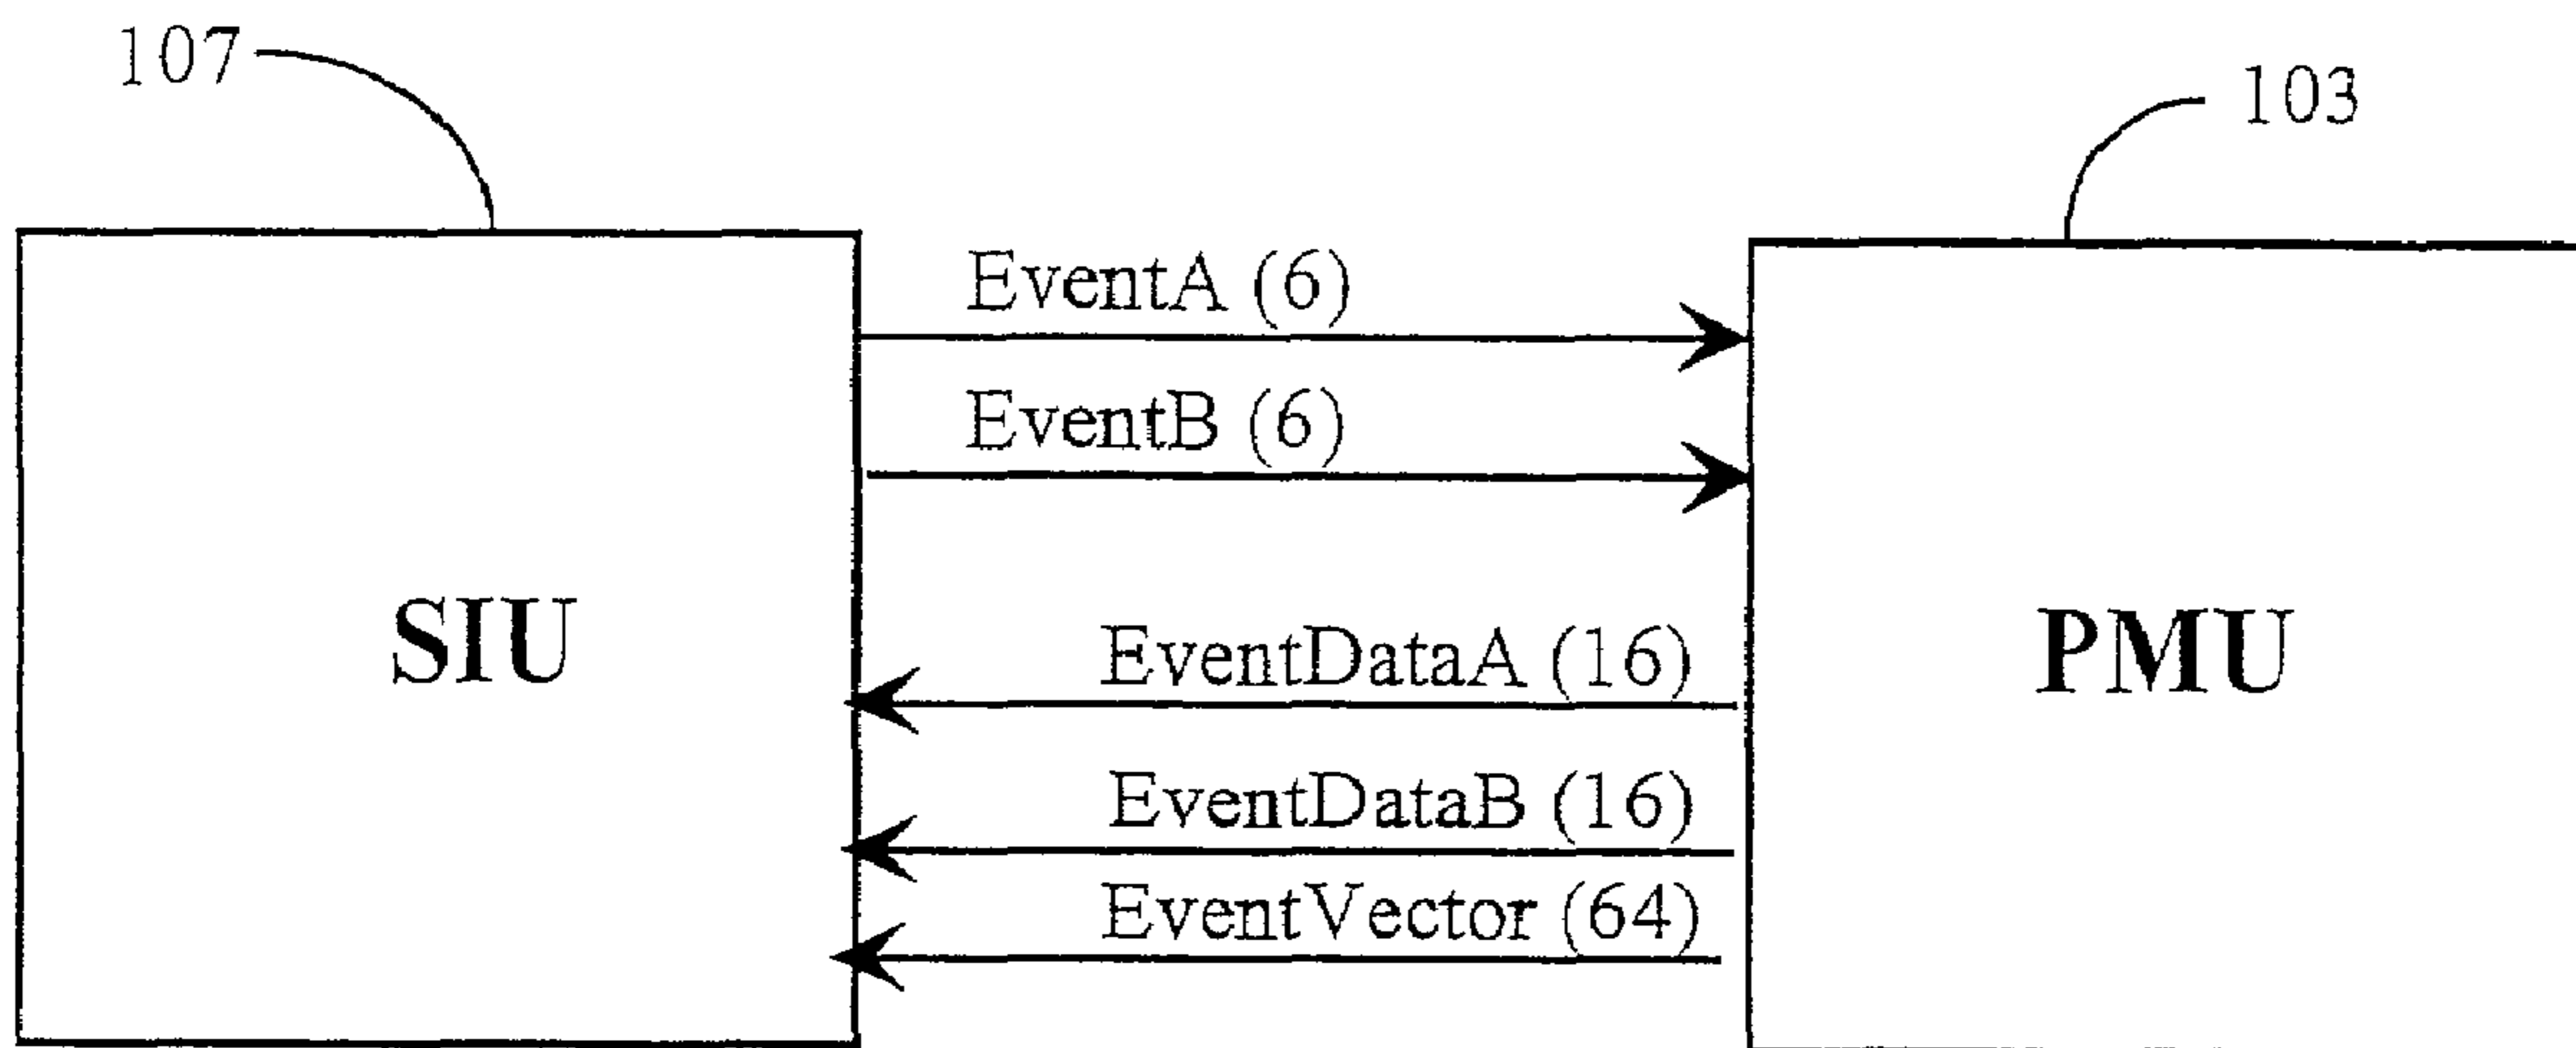 107
103
EventA (6)
EventB (6)
SIU
PMU
EventDataA (16)
EventDataB (16)
EventVector (64)